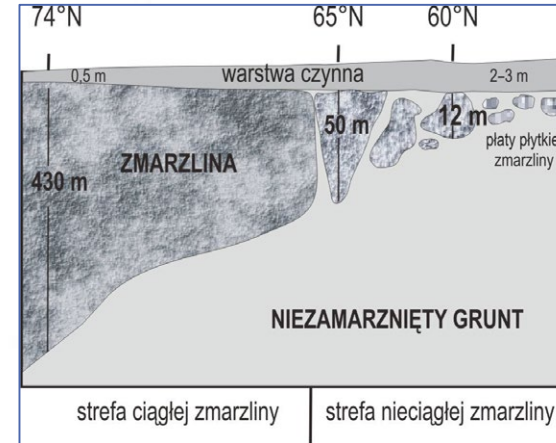 74°N 65°N 60°N
0,5 m warstwa czynna 2–3 m
50 m 12 m
płaty płytkie
zmarzliny
ZMARZLINA
430 m
NIEZAMARZNIĘTY GRUNT
strefa ciągłej zmarzliny strefa nieciągłej zmarzliny